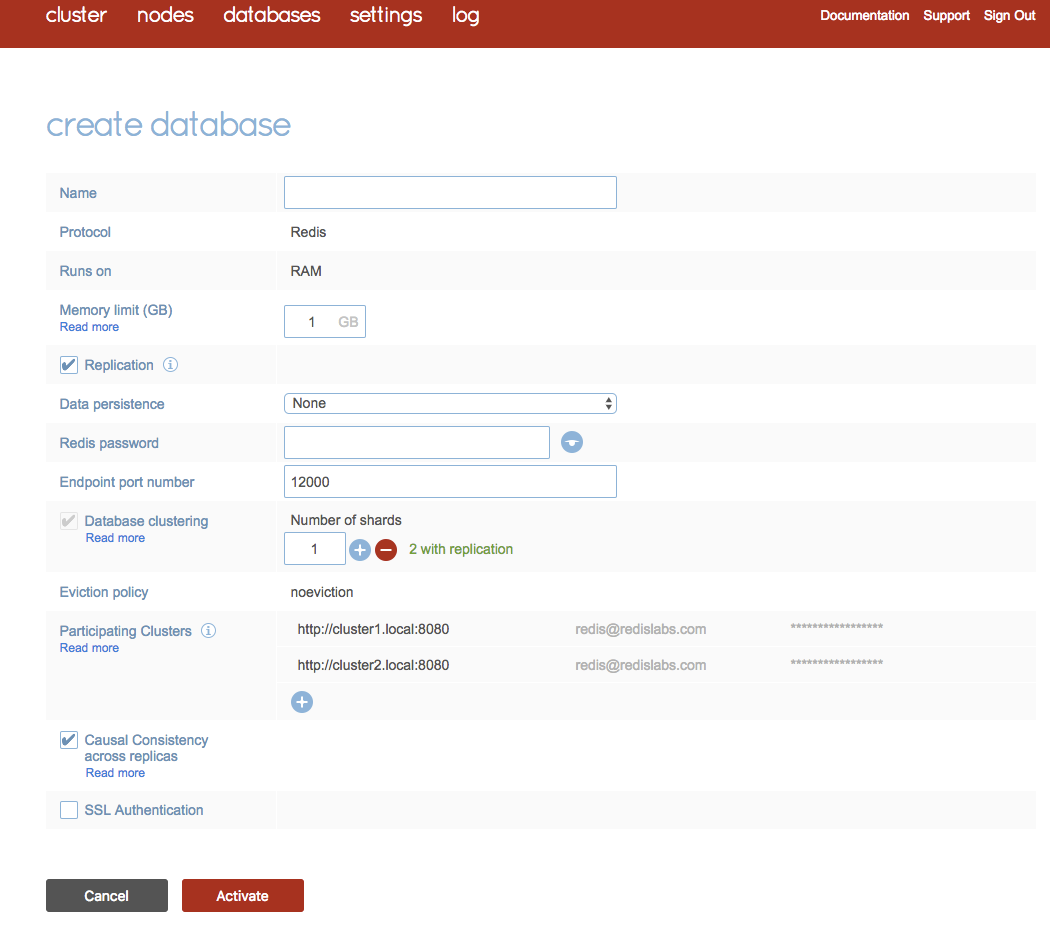 cluster nodes databases settings log Documentation Support Sign Out
create database
Name
Protocol Redis
Runs on RAM
Memory limit (GB)
Read more
1 GB
Replication
Data persistence None
Redis password
Endpoint port number 12000
Database clustering Number of shards
Read more
1 2 with replication
Eviction policy noeviction
Participating Clusters http://cluster1.local:8080 redis@redislabs.com *****************
Read more
http://cluster2.local:8080 redis@redislabs.com *****************
Causal Consistency
across replicas
Read more
SSL Authentication
Cancel Activate